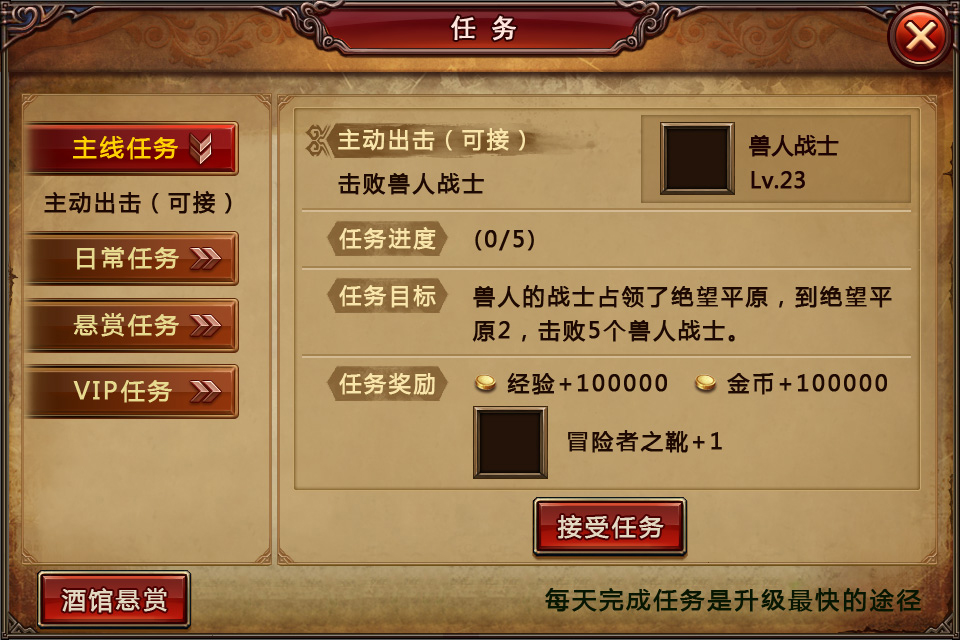 任务
主线任务
主动出击（可接）
日常任务
悬赏任务
VIP任务
主动出击（可接）
击败兽人战士
兽人战士
Lv.23
任务进度 (0/5)
任务目标 兽人的战士占领了绝望平原，到绝望平
原2，击败5个兽人战士。
任务奖励 经验+100000 金币+100000
冒险者之靴+1
接受任务
酒馆悬赏
每天完成任务是升级最快的途径